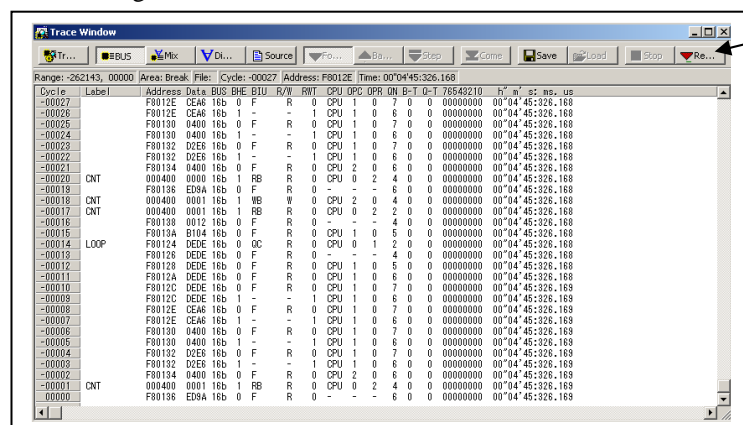 Trace Window
Tr... BUS Mix Di... Source Fo... Ba... Step Come Save Load Stop Re...
Range: -262143, 00000 Area: Break File: Cycle: -00027 Address: F8012E Time: 00"04'45:326.168
Cycle Label Address Data BUS BHE BIU R/W RWT CPU OPC OPR QN B-T Q-T 76543210 h" m' s: ms. us
-00027 F8012E CEA6 16b 0 F R 0 CPU 1 0 7 0 0 00000000 00"04'45:326.168
-00026 F8012E CEA6 16b 1 - - 1 CPU 1 0 6 0 0 00000000 00"04'45:326.168
-00025 F80130 0400 16b 0 F R 0 CPU 1 0 7 0 0 00000000 00"04'45:326.168
-00024 F80130 0400 16b 1 - - 1 CPU 1 0 6 0 0 00000000 00"04'45:326.168
-00023 F80132 D2E6 16b 0 F R 0 CPU 1 0 7 0 0 00000000 00"04'45:326.168
-00022 F80132 D2E6 16b 1 - - 1 CPU 1 0 6 0 0 00000000 00"04'45:326.168
-00021 F80134 0400 16b 0 F R 0 CPU 2 0 6 0 0 00000000 00"04'45:326.168
-00020 CNT 000400 0000 16b 1 RB R 0 CPU 0 2 4 0 0 00000000 00"04'45:326.168
-00019 F80136 ED9A 16b 0 F R 0 - - - 6 0 0 00000000 00"04'45:326.168
-00018 CNT 000400 0001 16b 1 WB W 0 CPU 2 0 4 0 0 00000000 00"04'45:326.168
-00017 CNT 000400 0001 16b 1 RB R 0 CPU 0 2 2 0 0 00000000 00"04'45:326.168
-00016 F80138 0012 16b 0 F R 0 - - - 4 0 0 00000000 00"04'45:326.168
-00015 F8013A B104 16b 0 F R 0 CPU 1 0 5 0 0 00000000 00"04'45:326.168
-00014 LOOP F80124 DEDE 16b 0 QC R 0 CPU 0 1 2 0 0 00000000 00"04'45:326.168
-00013 F80126 DEDE 16b 0 F R 0 - - - 4 0 0 00000000 00"04'45:326.168
-00012 F80128 DEDE 16b 0 F R 0 CPU 1 0 5 0 0 00000000 00"04'45:326.168
-00011 F8012A DEDE 16b 0 F R 0 CPU 1 0 6 0 0 00000000 00"04'45:326.168
-00010 F8012C DEDE 16b 0 F R 0 CPU 1 0 7 0 0 00000000 00"04'45:326.169
-00009 F8012C DEDE 16b 1 - - 1 CPU 1 0 6 0 0 00000000 00"04'45:326.169
-00008 F8012E CEA6 16b 0 F R 0 CPU 1 0 7 0 0 00000000 00"04'45:326.169
-00007 F8012E CEA6 16b 1 - - 1 CPU 1 0 6 0 0 00000000 00"04'45:326.169
-00006 F80130 0400 16b 0 F R 0 CPU 1 0 7 0 0 00000000 00"04'45:326.169
-00005 F80130 0400 16b 1 - - 1 CPU 1 0 6 0 0 00000000 00"04'45:326.169
-00004 F80132 D2E6 16b 0 F R 0 CPU 1 0 7 0 0 00000000 00"04'45:326.169
-00003 F80132 D2E6 16b 1 - - 1 CPU 1 0 6 0 0 00000000 00"04'45:326.169
-00002 F80134 0400 16b 0 F R 0 CPU 2 0 6 0 0 00000000 00"04'45:326.169
-00001 CNT 000400 0001 16b 1 RB R 0 CPU 0 2 4 0 0 00000000 00"04'45:326.169
00000 F80136 ED9A 16b 0 F R 0 - - - 6 0 0 00000000 00"04'45:326.169